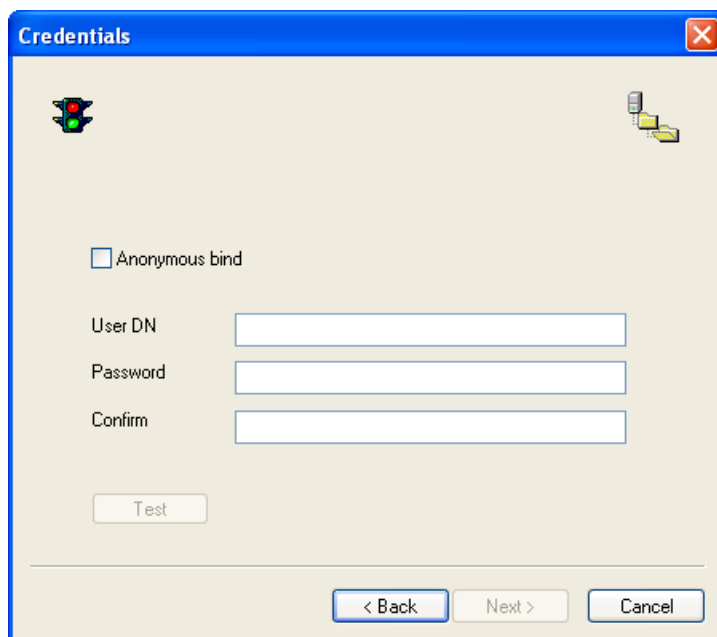 Credentials
Anonymous bind
User DN
Password
Confirm
Test
< Back Next > Cancel